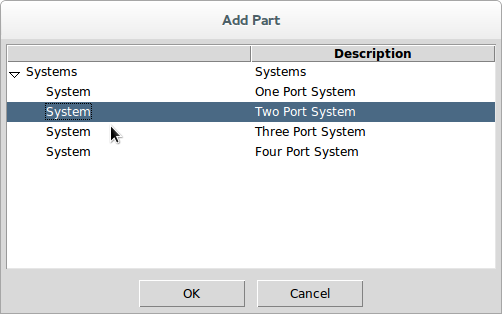 Add Part
Description
Systems Systems
System One Port System
System Two Port System
System Three Port System
System Four Port System
OK Cancel